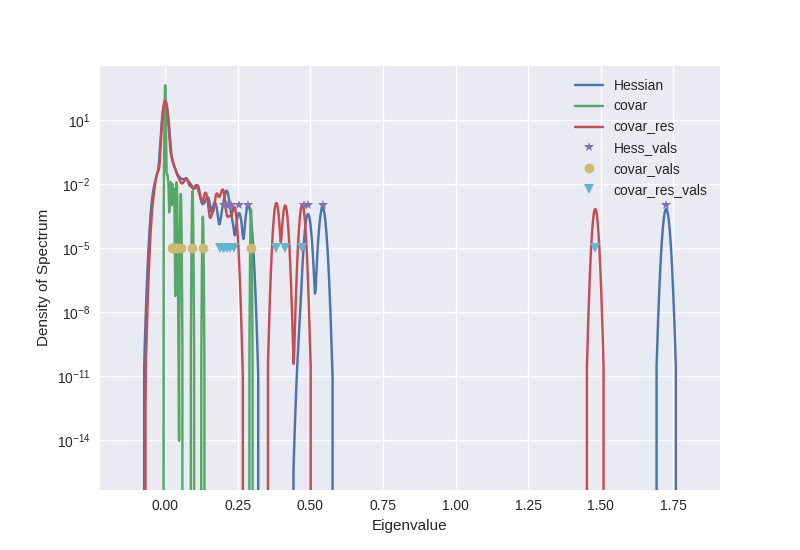 Hessian
covar
covar_res
Hess_vals
covar_vals
covar_res_vals
10^1
10^-2
10^-5
10^-8
10^-11
10^-14
Density of Spectrum
0.00 0.25 0.50 0.75 1.00 1.25 1.50 1.75
Eigenvalue